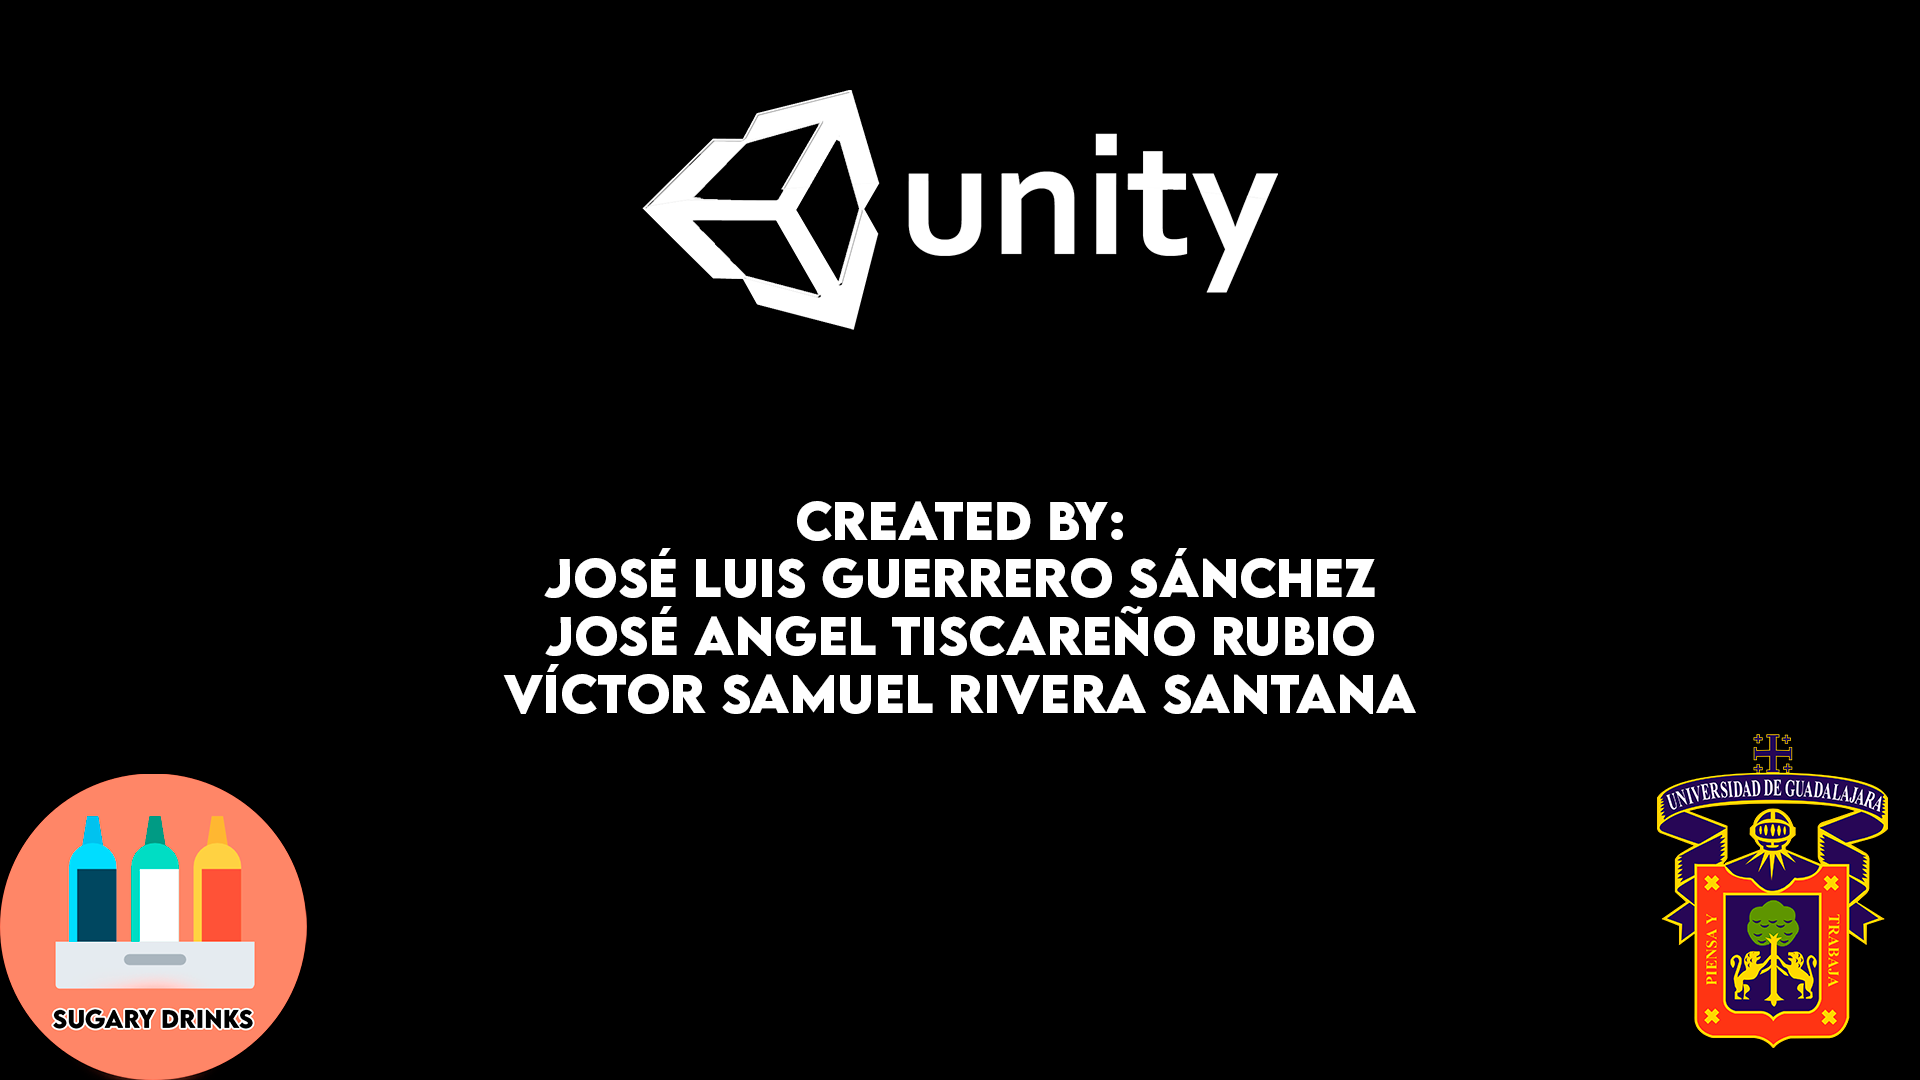 unity
CREATED BY:
JOSÉ LUIS GUERRERO SÁNCHEZ
JOSÉ ANGEL TISCAREÑO RUBIO
VÍCTOR SAMUEL RIVERA SANTANA
SUGARY DRINKS
UNIVERSIDAD DE GUADALAJARA
PIENSA Y
TRABAJA